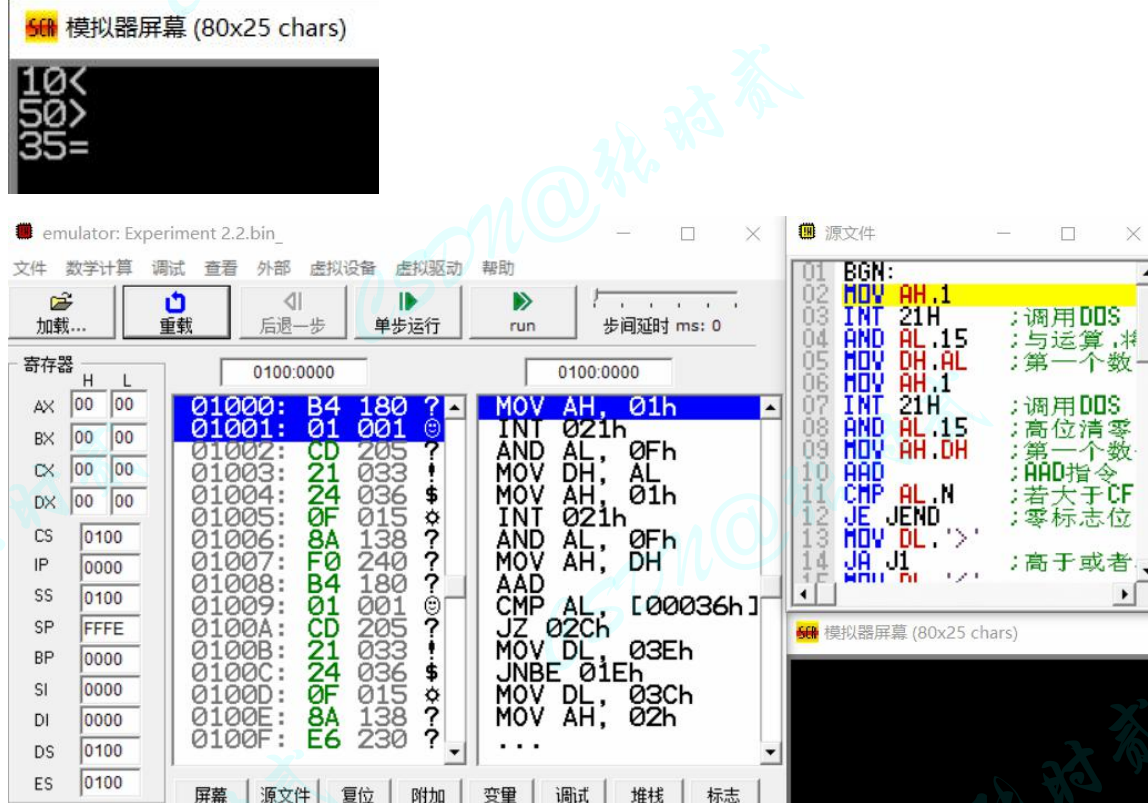 SCR 模拟器屏幕 (80x25 chars)
10<
50>
35=
emulator: Experiment 2.2.bin_
文件 数学计算 调试 查看 外部 虚拟设备 虚拟驱动 帮助
加载... 重载 后退一步 单步运行 run 步间延时 ms: 0
寄存器
H L
AX 00 00
BX 00 00
CX 00 00
DX 00 00
CS 0100
IP 0000
SS 0100
SP FFFE
BP 0000
SI 0000
DI 0000
DS 0100
ES 0100
0100:0000
01000: B4 180 ?
01001: 01 001 ☺
01002: CD 205 ?
01003: 21 033 !
01004: 24 036 $
01005: 0F 015 ☼
01006: 8A 138 ?
01007: F0 240 ?
01008: B4 180 ?
01009: 01 001 ☺
0100A: CD 205 ?
0100B: 21 033 !
0100C: 24 036 $
0100D: 0F 015 ☼
0100E: 8A 138 ?
0100F: E6 230 ?
0100:0000
MOV AH, 01h
INT 021h
AND AL, 0Fh
MOV DH, AL
MOV AH, 01h
INT 021h
AND AL, 0Fh
MOV AH, DH
AAD
CMP AL, [00036h]
JZ 02Ch
MOV DL, 03Eh
JNBE 01Eh
MOV DL, 03Ch
MOV AH, 02h
...
屏幕 源文件 复位 附加 变量 调试 堆栈 标志
源文件
01 BGN:
02 MOV AH,1
03 INT 21H ;调用DOS
04 AND AL,15 ;与运算,将
05 MOV DH,AL ;第一个数
06 MOV AH,1
07 INT 21H ;调用DOS
08 AND AL,15 ;高位清零
09 MOV AH,DH ;第一个数
10 AAD ;AAD指令
11 CMP AL,N ;若大于CF
12 JE JEND ;零标志位
13 MOV DL,'>'
14 JA J1 ;高于或者
15 MOV DL,'<'
SCR 模拟器屏幕 (80x25 chars)
CSDN@张时贰